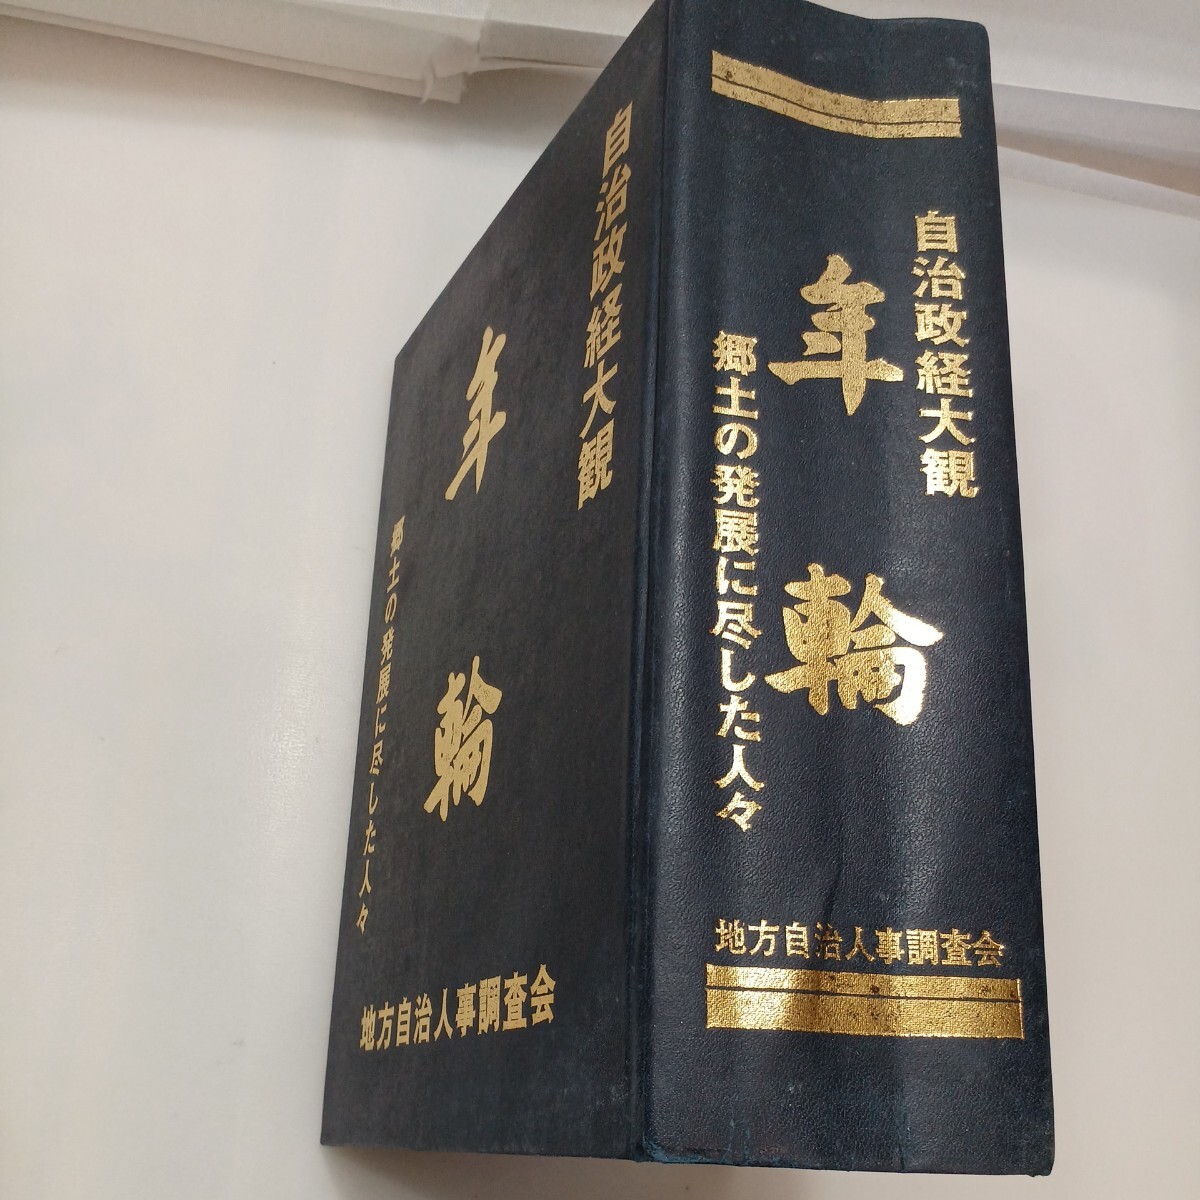 自治政経大観
年輪
郷土の発展に尽した人々
地方自治人事調査会
自治政経大観
年輪
郷土の発展に尽した人々
地方自治人事調査会